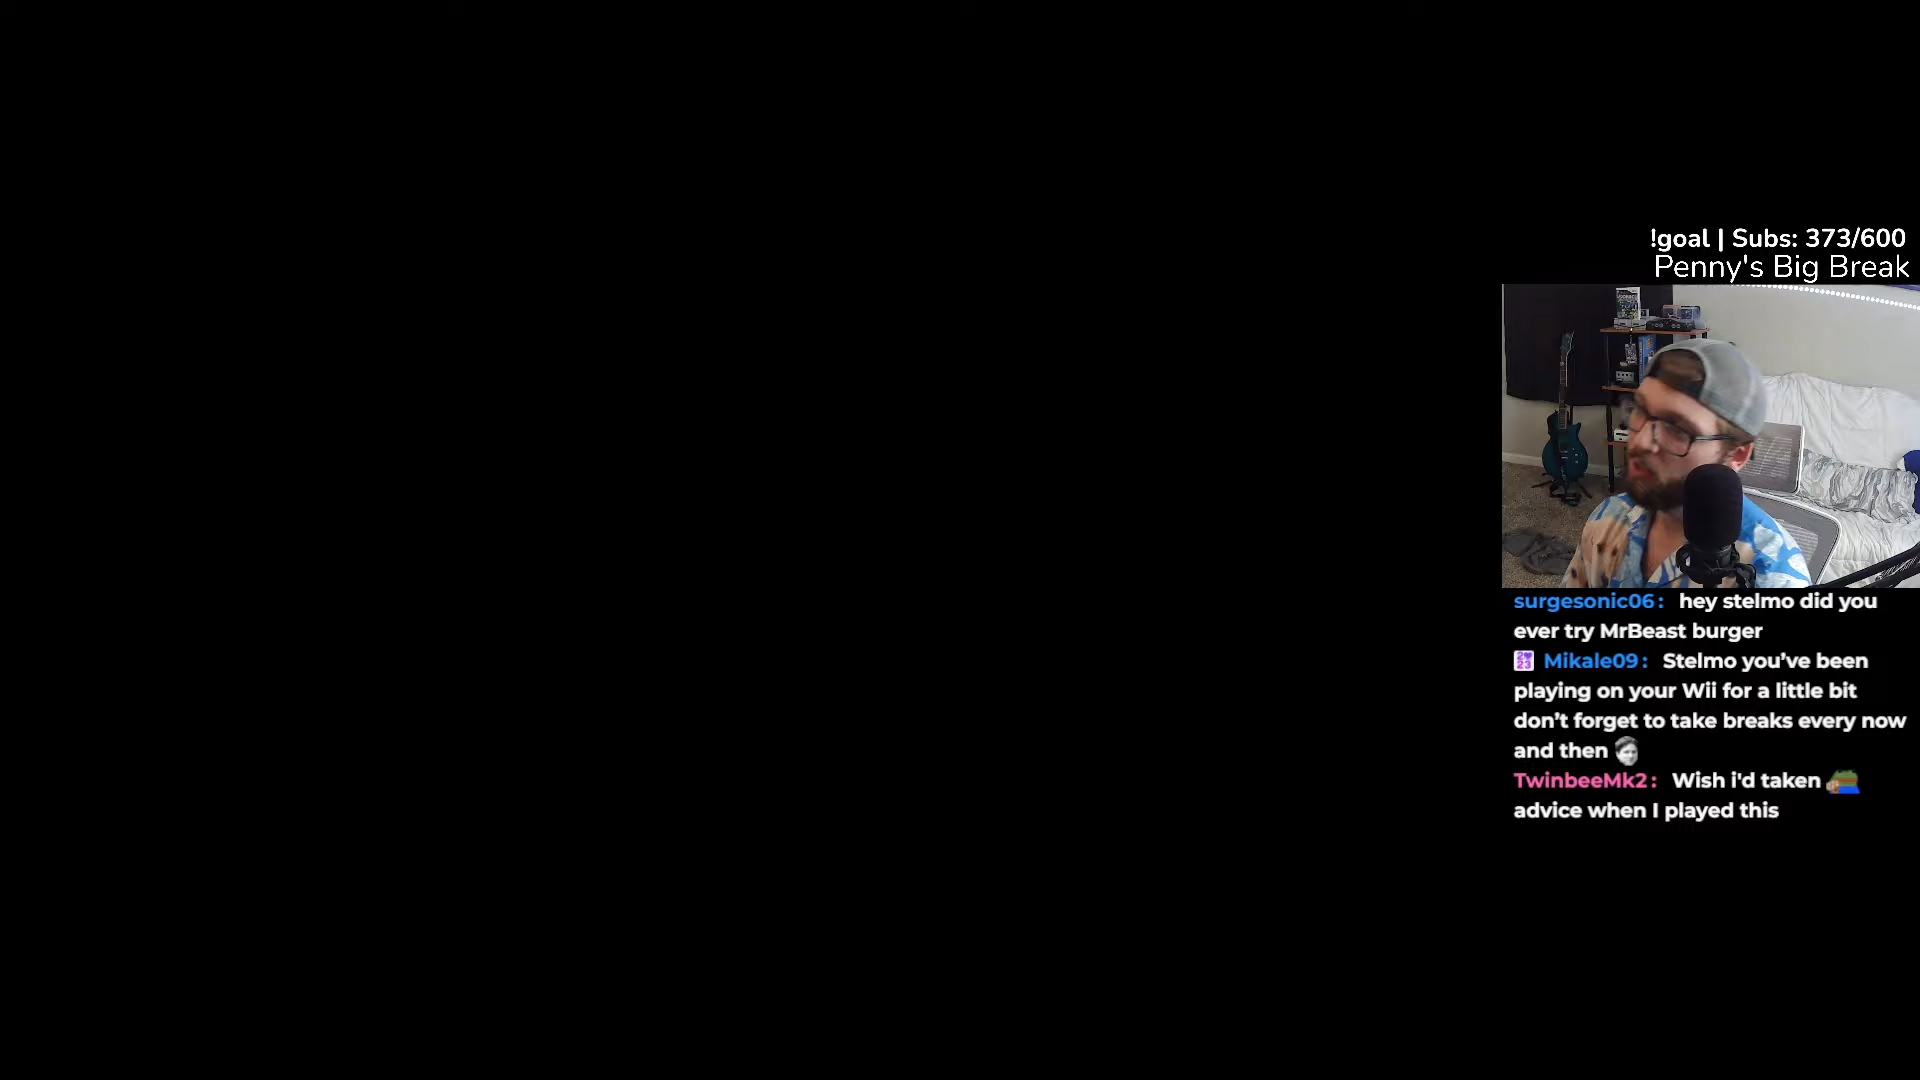 !goal | Subs: 373/600
Penny's Big Break
surgesonic06: hey stelmo did you
ever try MrBeast burger
Mikale09: Stelmo you've been
playing on your Wii for a little bit
don't forget to take breaks every now
and then
TwinbeeMk2: Wish i'd taken
advice when I played this